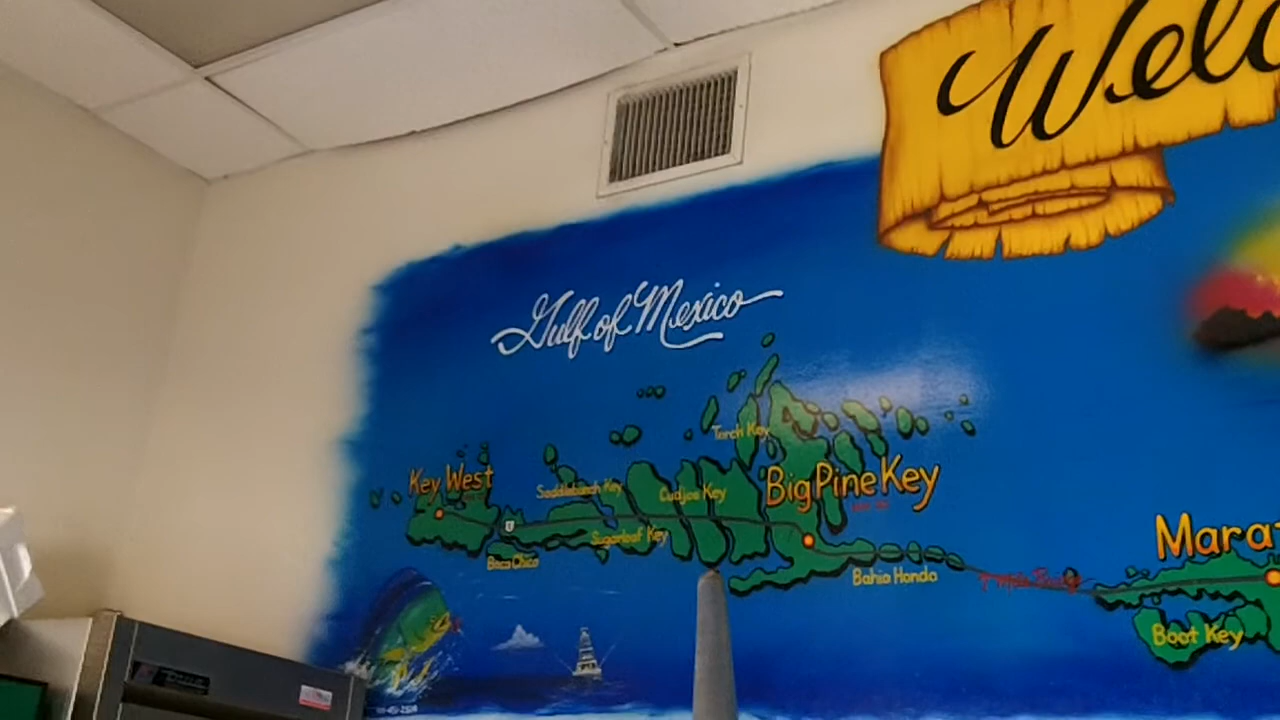 Welc
Gulf of Mexico
Torch Key
Key West
Saddlebunch Key
Cudjoe Key
Big Pine Key
Sugarloaf Key
Boca Chica
Bahia Honda
Mara
Boot Key